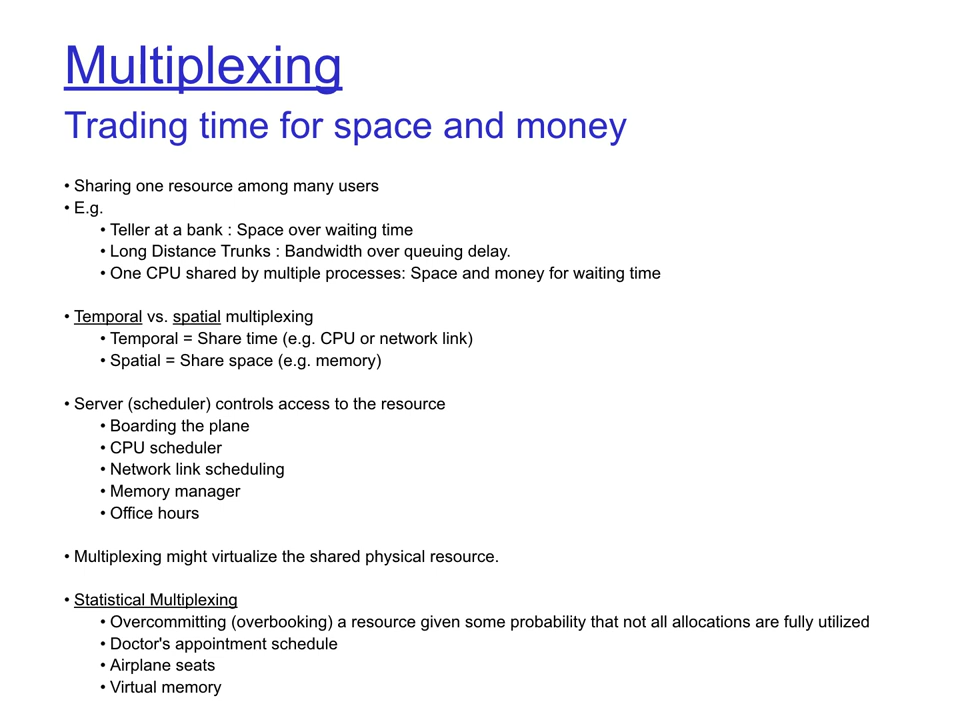 Multiplexing
Trading time for space and money
• Sharing one resource among many users
• E.g.
• Teller at a bank : Space over waiting time
• Long Distance Trunks : Bandwidth over queuing delay.
• One CPU shared by multiple processes: Space and money for waiting time
• Temporal vs. spatial multiplexing
• Temporal = Share time (e.g. CPU or network link)
• Spatial = Share space (e.g. memory)
• Server (scheduler) controls access to the resource
• Boarding the plane
• CPU scheduler
• Network link scheduling
• Memory manager
• Office hours
• Multiplexing might virtualize the shared physical resource.
• Statistical Multiplexing
• Overcommitting (overbooking) a resource given some probability that not all allocations are fully utilized
• Doctor's appointment schedule
• Airplane seats
• Virtual memory